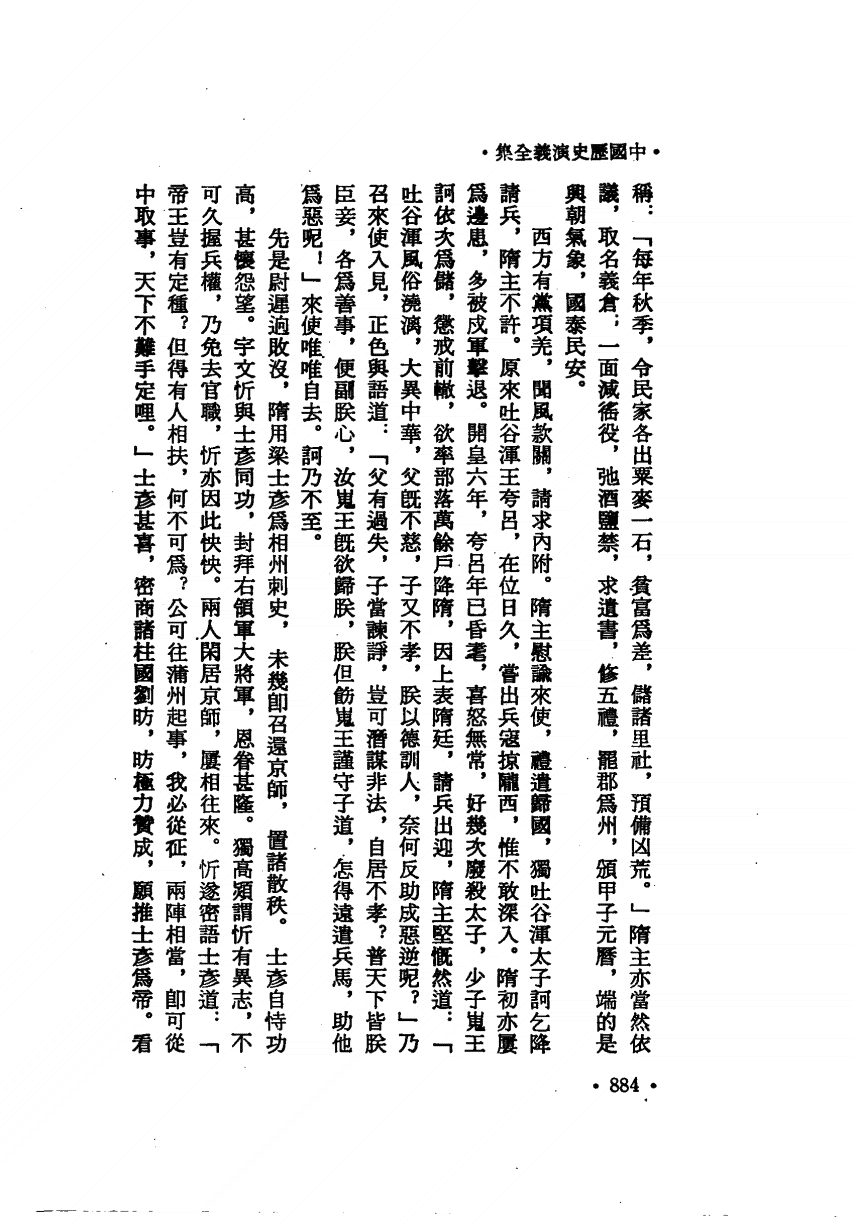 •中國歷史演義全集•
稱：「每年秋季，令民家各出粟麥一石，貧富爲差，儲諸里社，預備凶荒。」隋主亦當然依
議，取名義倉；一面減徭役，弛酒鹽禁，求遺書，修五禮，罷郡爲州，頒甲子元曆，端的是
興朝氣象，國泰民安。
西方有黨項羌，聞風款關，請求內附。隋主慰諭來使，禮遣歸國，獨吐谷渾太子訶乞降
請兵，隋主不許。原來吐谷渾王夸呂，在位日久，嘗出兵寇掠隴西，惟不敢深入。隋初亦屢
爲邊患，多被戍軍擊退。開皇六年，夸呂年已昏耄，喜怒無常，好幾次廢殺太子，少子嵬王
訶依次爲儲，懲戒前轍，欲率部落萬餘戶降隋，因上表隋廷，請兵出迎，隋主堅慨然道：「
吐谷渾風俗澆漓，大異中華，父旣不慈，子又不孝，朕以德訓人，奈何反助成惡逆呢？」乃
召來使入見，正色與語道：「父有過失，子當諫諍，豈可潛謀非法，自居不孝？普天下皆朕
臣妾，各爲善事，便副朕心，汝嵬王旣欲歸朕，朕但飭嵬王謹守子道，怎得遠遣兵馬，助他
爲惡呢！」來使唯唯自去。訶乃不至。
先是尉遲迥敗沒，隋用梁士彥爲相州刺史，未幾卽召還京師，置諸散秩。士彥自恃功
高，甚懷怨望。宇文忻與士彥同功，封拜右領軍大將軍，恩眷甚隆。獨高熲謂忻有異志，不
可久握兵權，乃免去官職，忻亦因此怏怏。兩人閑居京師，屢相往來。忻遂密語士彥道：「
帝王豈有定種？但得有人相扶，何不可爲？公可往蒲州起事，我必從征，兩陣相當，卽可從
中取事，天下不難手定哩。」士彥甚喜，密商諸柱國劉昉，昉極力贊成，願推士彥爲帝。看
•884•